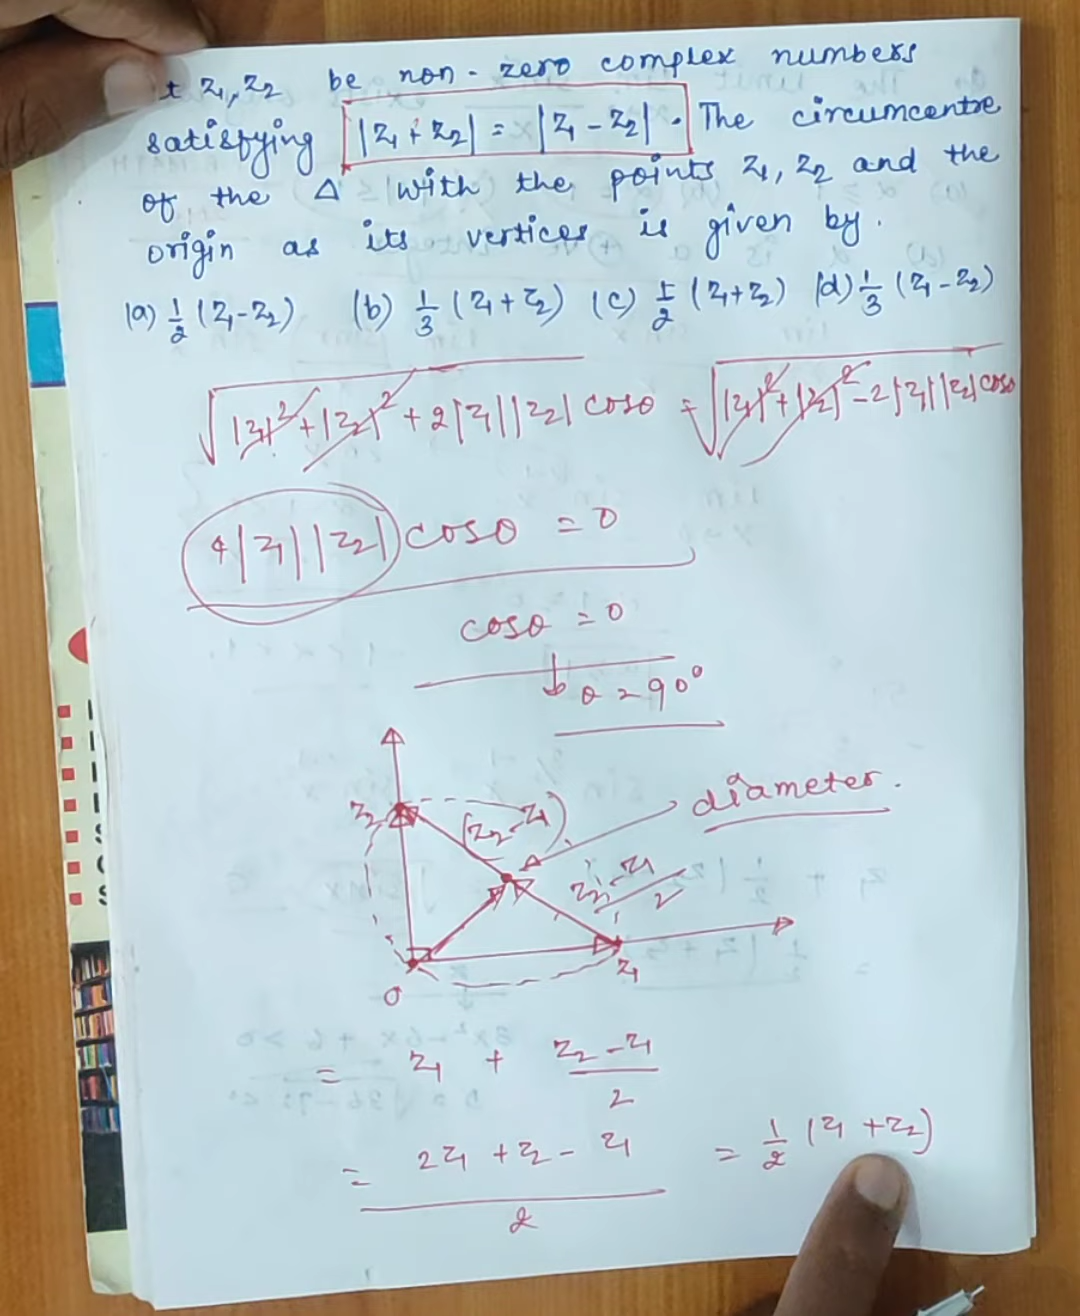 t z₁, z₂ be non-zero complex numbers
satisfying |z₁ + z₂| = |z₁ - z₂|. The circumcentre
of the Δ with the points z₁, z₂ and the
origin as its vertices is given by.
(a) 1/2 (z₁-z₂) (b) 1/3 (z₁+z₂) (c) 1/2 (z₁+z₂) (d) 1/3 (z₁-z₂)
√(|z₁|²+|z₂|² + 2|z₁||z₂| cosθ) = √(|z₁|²+|z₂|²-2|z₁||z₂|cosθ)
4|z₁||z₂| cosθ = 0
cosθ = 0
θ = 90°
diameter.
z₂
(z₂-z₁)
(z₂-z₁)/2
z₁
O
= z₁ + (z₂-z₁)/2
= (2z₁ + z₂ - z₁)/2 = 1/2 (z₁+z₂)